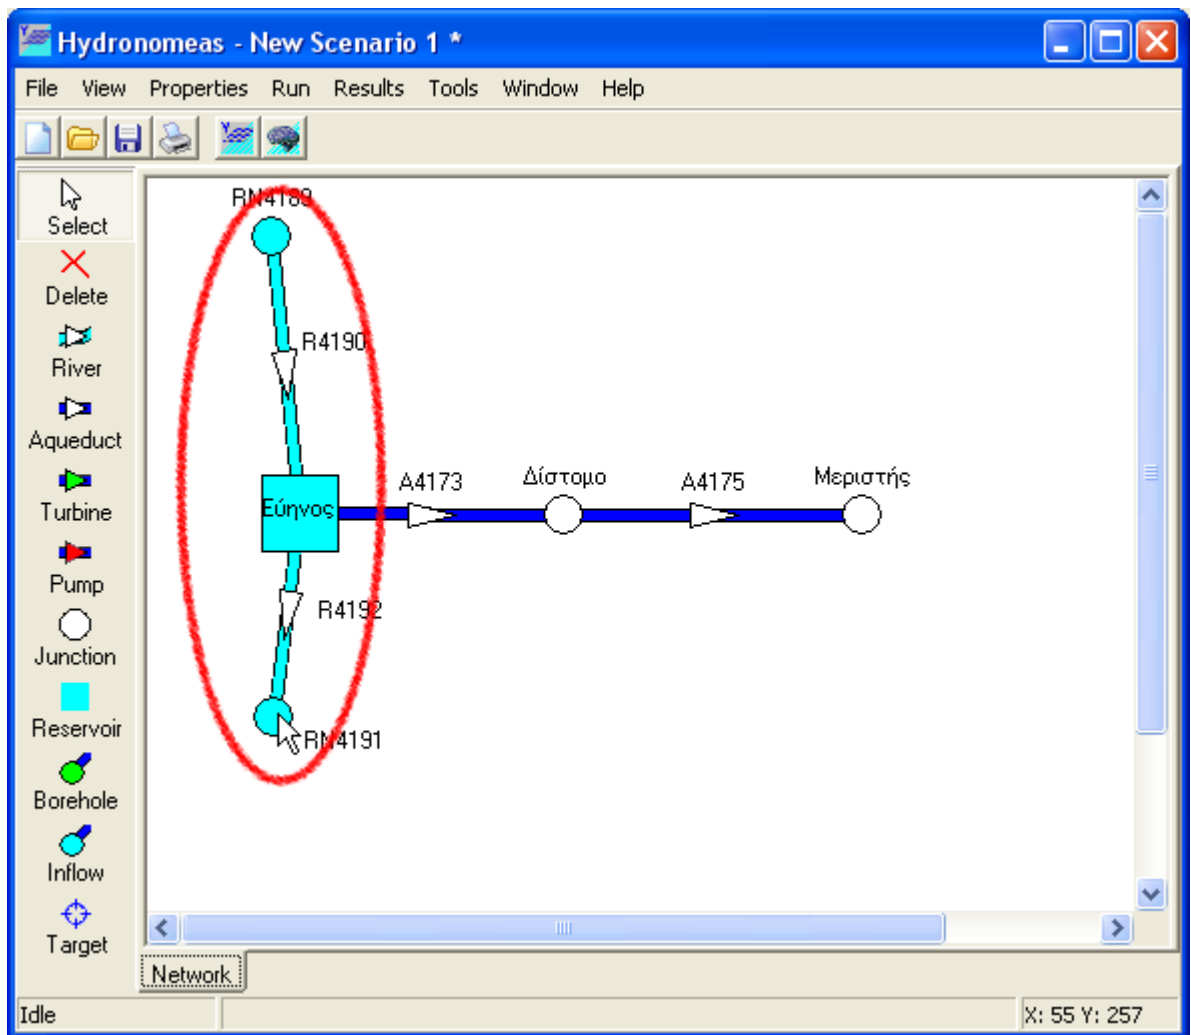 Hydronomeas - New Scenario 1 *
File View Properties Run Results Tools Window Help
Select
Delete
River
Aqueduct
Turbine
Pump
Junction
Reservoir
Borehole
Inflow
Target
RN4189
R4190
Εύηνος
A4173
Δίστομο
A4175
Μεριστής
R4192
RN4191
Network
Idle
X: 55 Y: 257